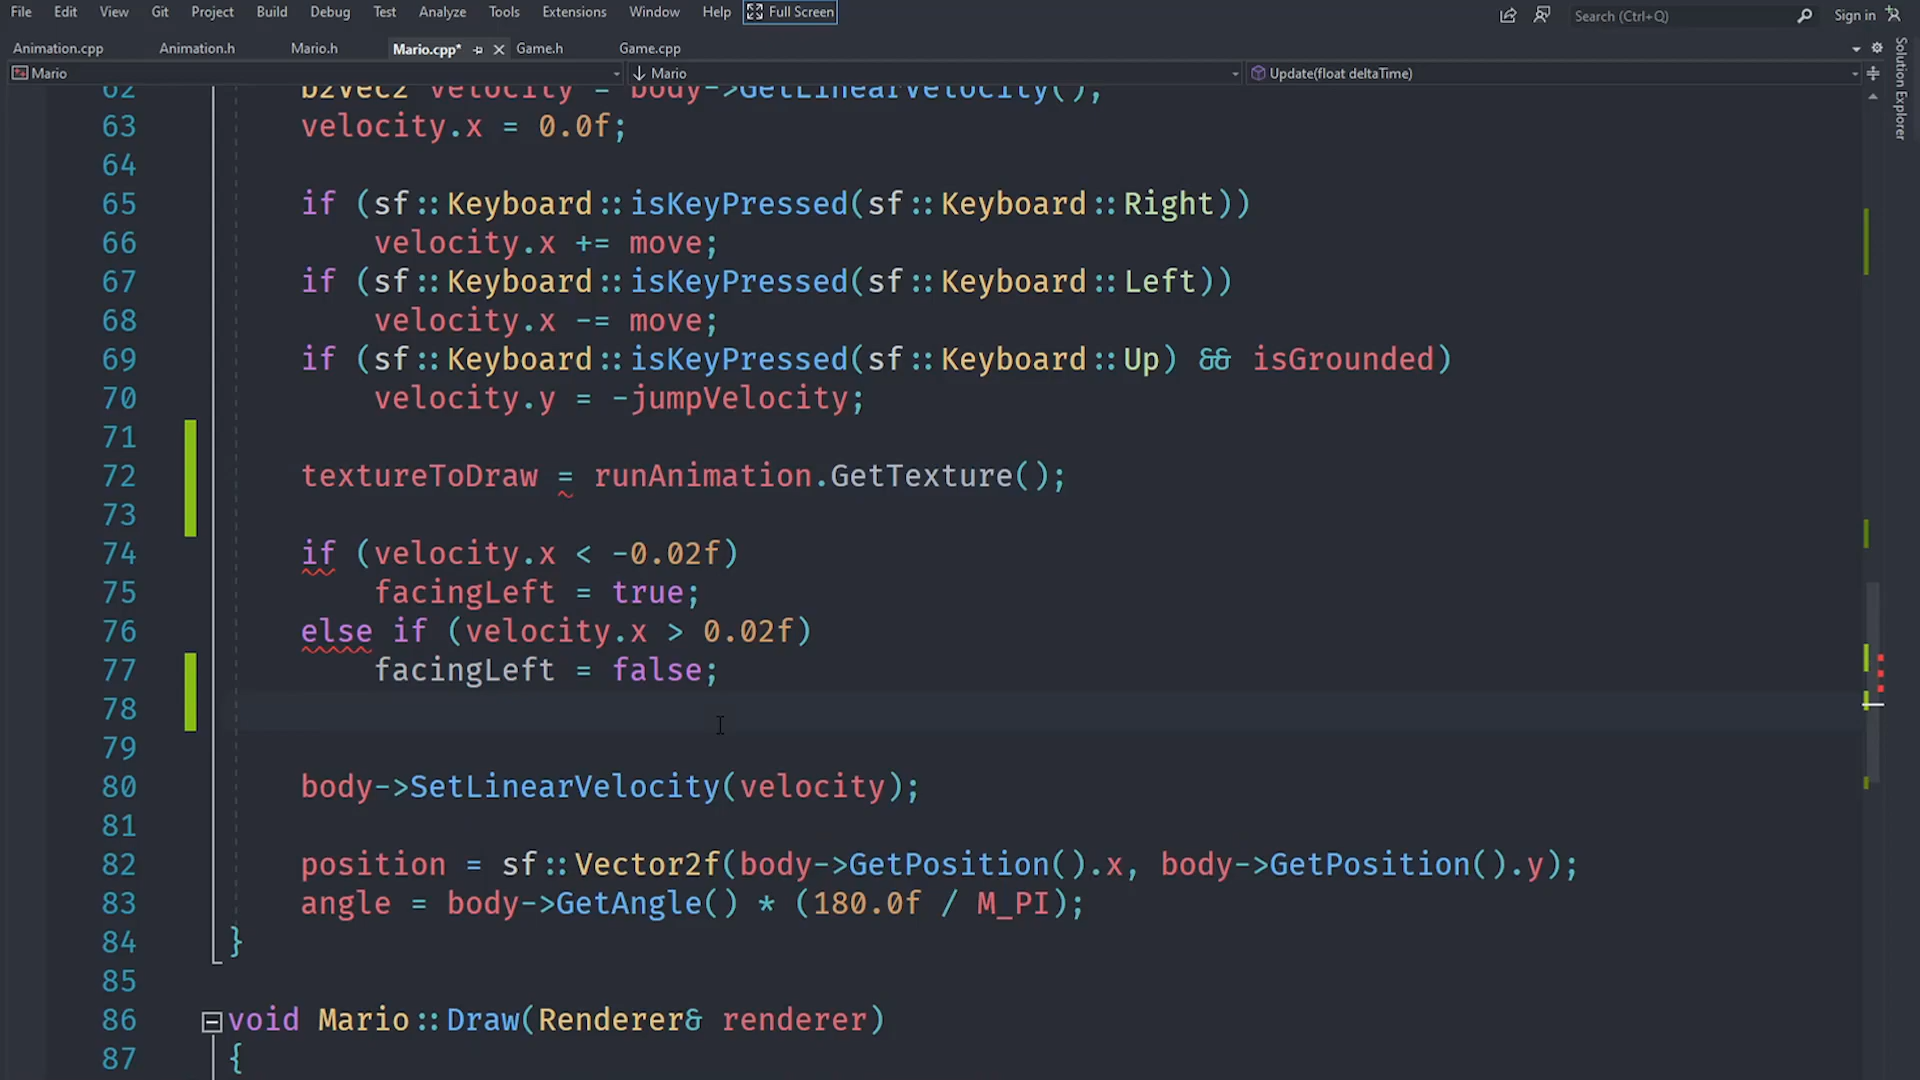 File Edit View Git Project Build Debug Test Analyze Tools Extensions Window Help Full Screen Search (Ctrl+Q) Sign in
Animation.cpp Animation.h Mario.h Mario.cpp* Game.h Game.cpp
Mario Mario Update(float deltaTime)
Solution Explorer
62 b2Vec2 velocity = body->GetLinearVelocity();
63 velocity.x = 0.0f;
64
65 if (sf::Keyboard::isKeyPressed(sf::Keyboard::Right))
66 velocity.x += move;
67 if (sf::Keyboard::isKeyPressed(sf::Keyboard::Left))
68 velocity.x -= move;
69 if (sf::Keyboard::isKeyPressed(sf::Keyboard::Up) && isGrounded)
70 velocity.y = -jumpVelocity;
71
72 textureToDraw = runAnimation.GetTexture();
73
74 if (velocity.x < -0.02f)
75 facingLeft = true;
76 else if (velocity.x > 0.02f)
77 facingLeft = false;
78
79
80 body->SetLinearVelocity(velocity);
81
82 position = sf::Vector2f(body->GetPosition().x, body->GetPosition().y);
83 angle = body->GetAngle() * (180.0f / M_PI);
84 }
85
86 void Mario::Draw(Renderer& renderer)
87 {